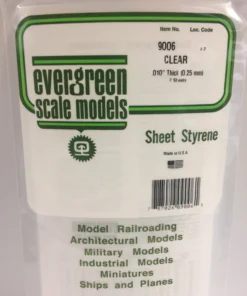 Item No. Loc. Code
9006
CLEAR
.010" Thick (0.25 mm)
evergreen
scale models
Sheet Styrene
Made in U.S.A.
Model Railroading
Architectural Models
Military Models
Industrial Models
Miniatures
Ships and Planes